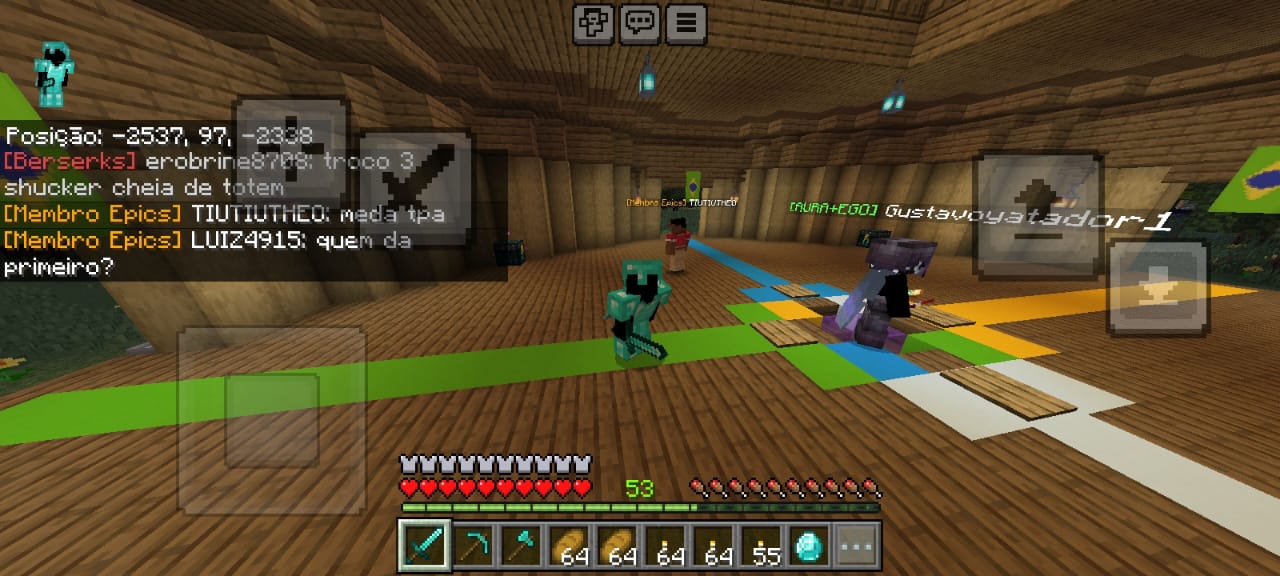 Posição: -2537, 97, -2338
[Berserks] erobrine8708: troco 3
shucker cheia de totem
[Membro Epics] TIUTIUTHEO: meda tpa
[Membro Epics] LUIZ4915: quem da
primeiro?
[Membro Epics] TIUTIUTHEO
[AURA+EGO] Gustavoyatador1
53
64 64 64 64 55